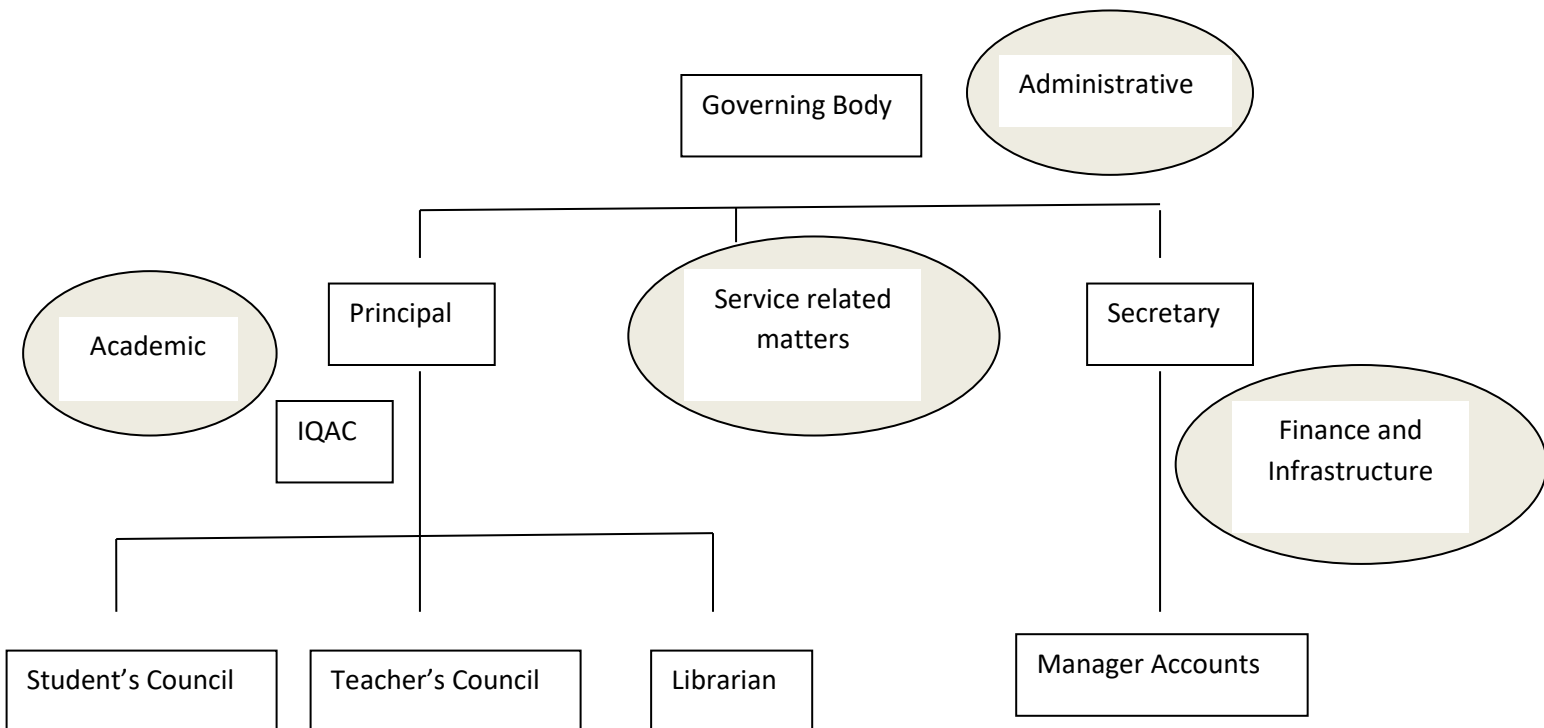 Administrative
Governing Body
Service related
matters
Principal
Secretary
Academic
IQAC
Finance and
Infrastructure
Student’s Council
Teacher’s Council
Librarian
Manager Accounts